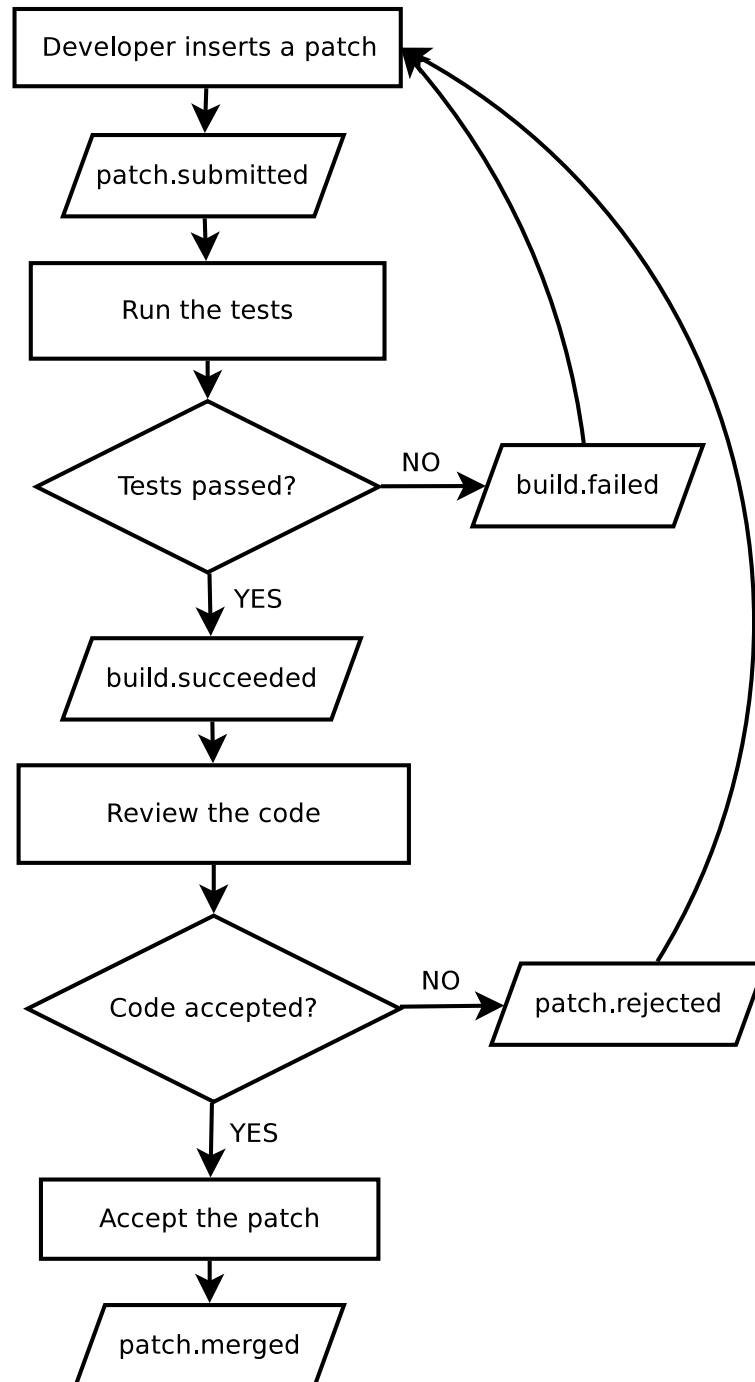 Developer inserts a patch
patch.submitted
Run the tests
Tests passed?
NO
build.failed
YES
build.succeeded
Review the code
Code accepted?
NO
patch.rejected
YES
Accept the patch
patch.merged